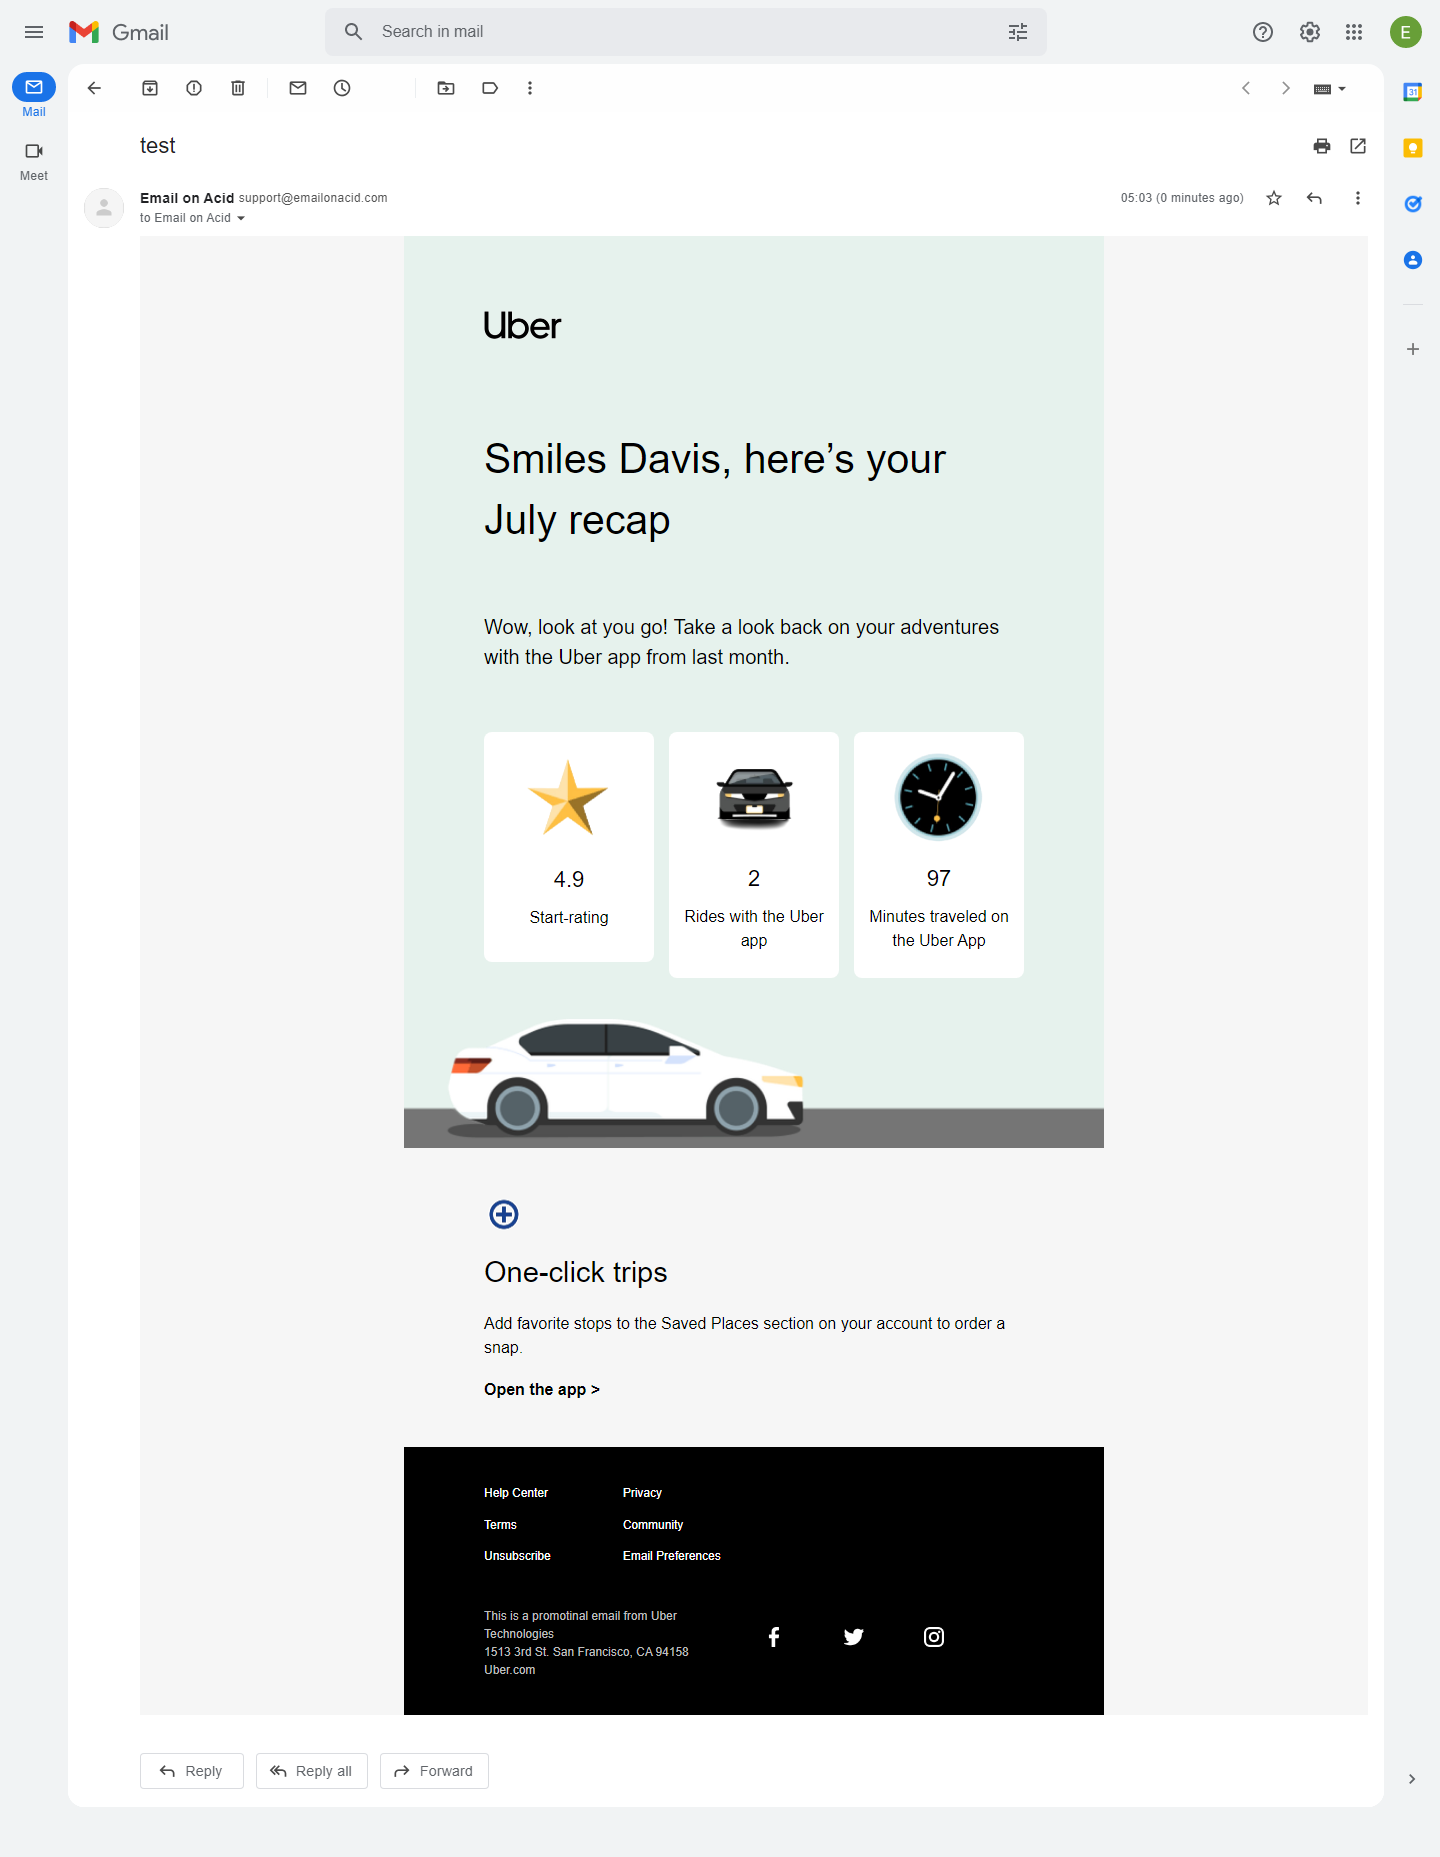 Gmail
Search in mail
E
Mail
Meet
31
test
Email on Acid support@emailonacid.com
05:03 (0 minutes ago)
to Email on Acid
Uber
Smiles Davis, here’s your
July recap
Wow, look at you go! Take a look back on your adventures
with the Uber app from last month.
4.9
Start-rating
2
Rides with the Uber
app
97
Minutes traveled on
the Uber App
One-click trips
Add favorite stops to the Saved Places section on your account to order a
snap.
Open the app >
Help Center
Privacy
Terms
Community
Unsubscribe
Email Preferences
This is a promotinal email from Uber
Technologies
1513 3rd St. San Francisco, CA 94158
Uber.com
Reply
Reply all
Forward